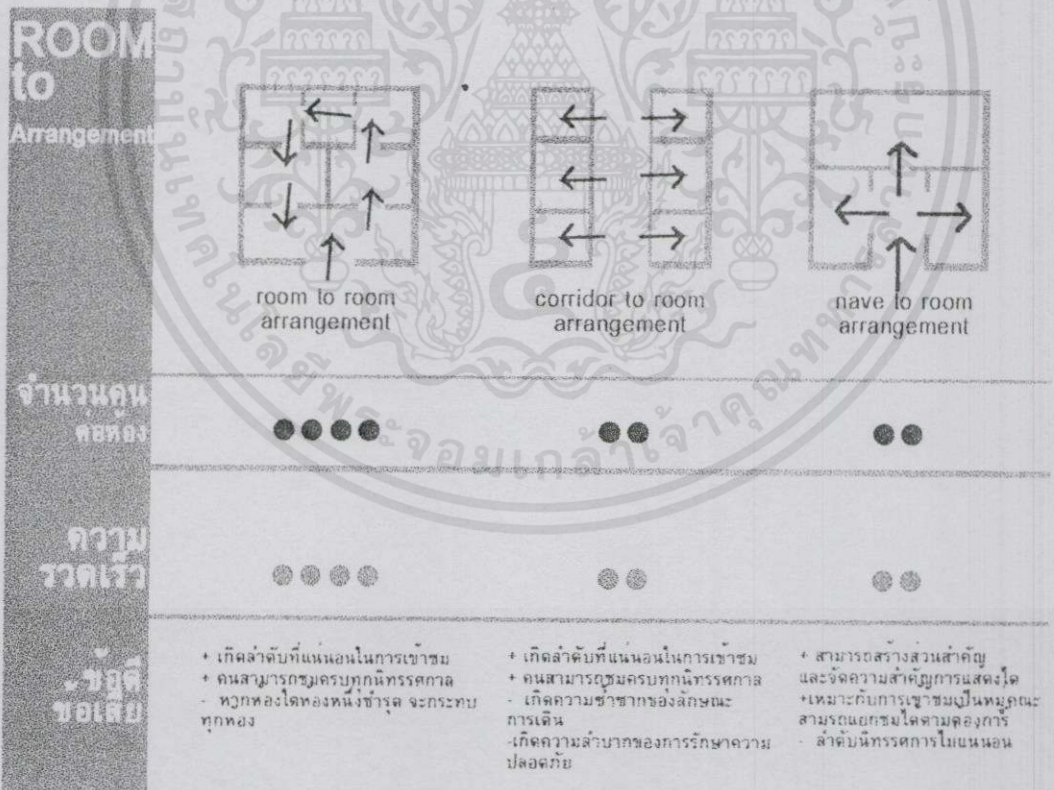 ROOM
to
Arrangement
room to room
arrangement
corridor to room
arrangement
nave to room
arrangement
จำนวนคน
ต่อห้อง
ความ
รวดเร็ว
ข้อดี
ข้อเสีย
+ เกิดลำดับที่แน่นอนในการเข้าชม
+ คนสามารถชมครบทุกนิทรรศกาล
- หากห้องใดห้องหนึ่งชำรุด จะกระทบ
ทุกห้อง
+ เกิดลำดับที่แน่นอนในการเข้าชม
+ คนสามารถชมครบทุกนิทรรศกาล
- เกิดความซ้ำซากของลักษณะ
การเดิน
-เกิดความลำบากของการรักษาความ
ปลอดภัย
+ สามารถสร้างส่วนสำคัญ
และจัดความสำคัญการแสดงได้
+เหมาะกับการเข้าชมเป็นหมู่คณะ
สามรถแยกชมได้ตามต้องการ
- ลำดับนิทรรศการไม่แน่นอน